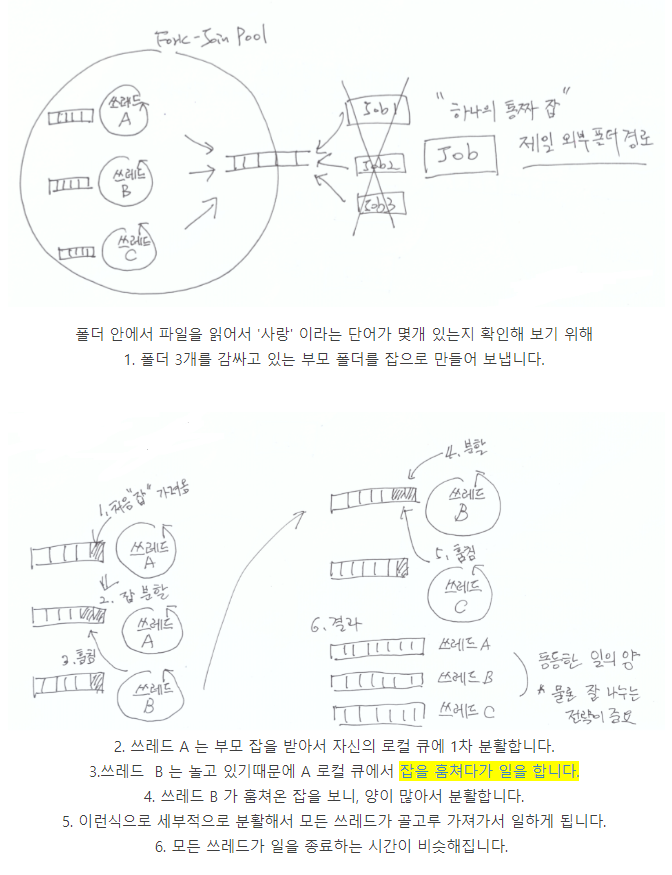 Fork-Join Pool
쓰레드 A
쓰레드 B
쓰레드 C
Job1
Job2
Job3
"하나의 통짜 잡"
Job
제일 외부 폴더 경로
폴더 안에서 파일을 읽어서 '사랑' 이라는 단어가 몇개 있는지 확인해 보기 위해
1. 폴더 3개를 감싸고 있는 부모 폴더를 잡으로 만들어 보냅니다.
1. 처음 "잡" 가져옴
쓰레드 A
2. 잡 분할
쓰레드 A
3. 훔침
쓰레드 B
4. 분할
쓰레드 B
5. 훔침
쓰레드 C
6. 결과
쓰레드 A
쓰레드 B
쓰레드 C
동등한 일의 양
* 물론 잘 나누는
전략이 중요
2. 쓰레드 A 는 부모 잡을 받아서 자신의 로컬 큐에 1차 분활합니다.
3.쓰레드 B 는 놀고 있기때문에 A 로컬 큐에서 잡을 훔쳐다가 일을 합니다.
4. 쓰레드 B 가 훔쳐온 잡을 보니, 양이 많아서 분활합니다.
5. 이런식으로 세부적으로 분활해서 모든 쓰레드가 골고루 가져가서 일하게 됩니다.
6. 모든 쓰레드가 일을 종료하는 시간이 비슷해집니다.